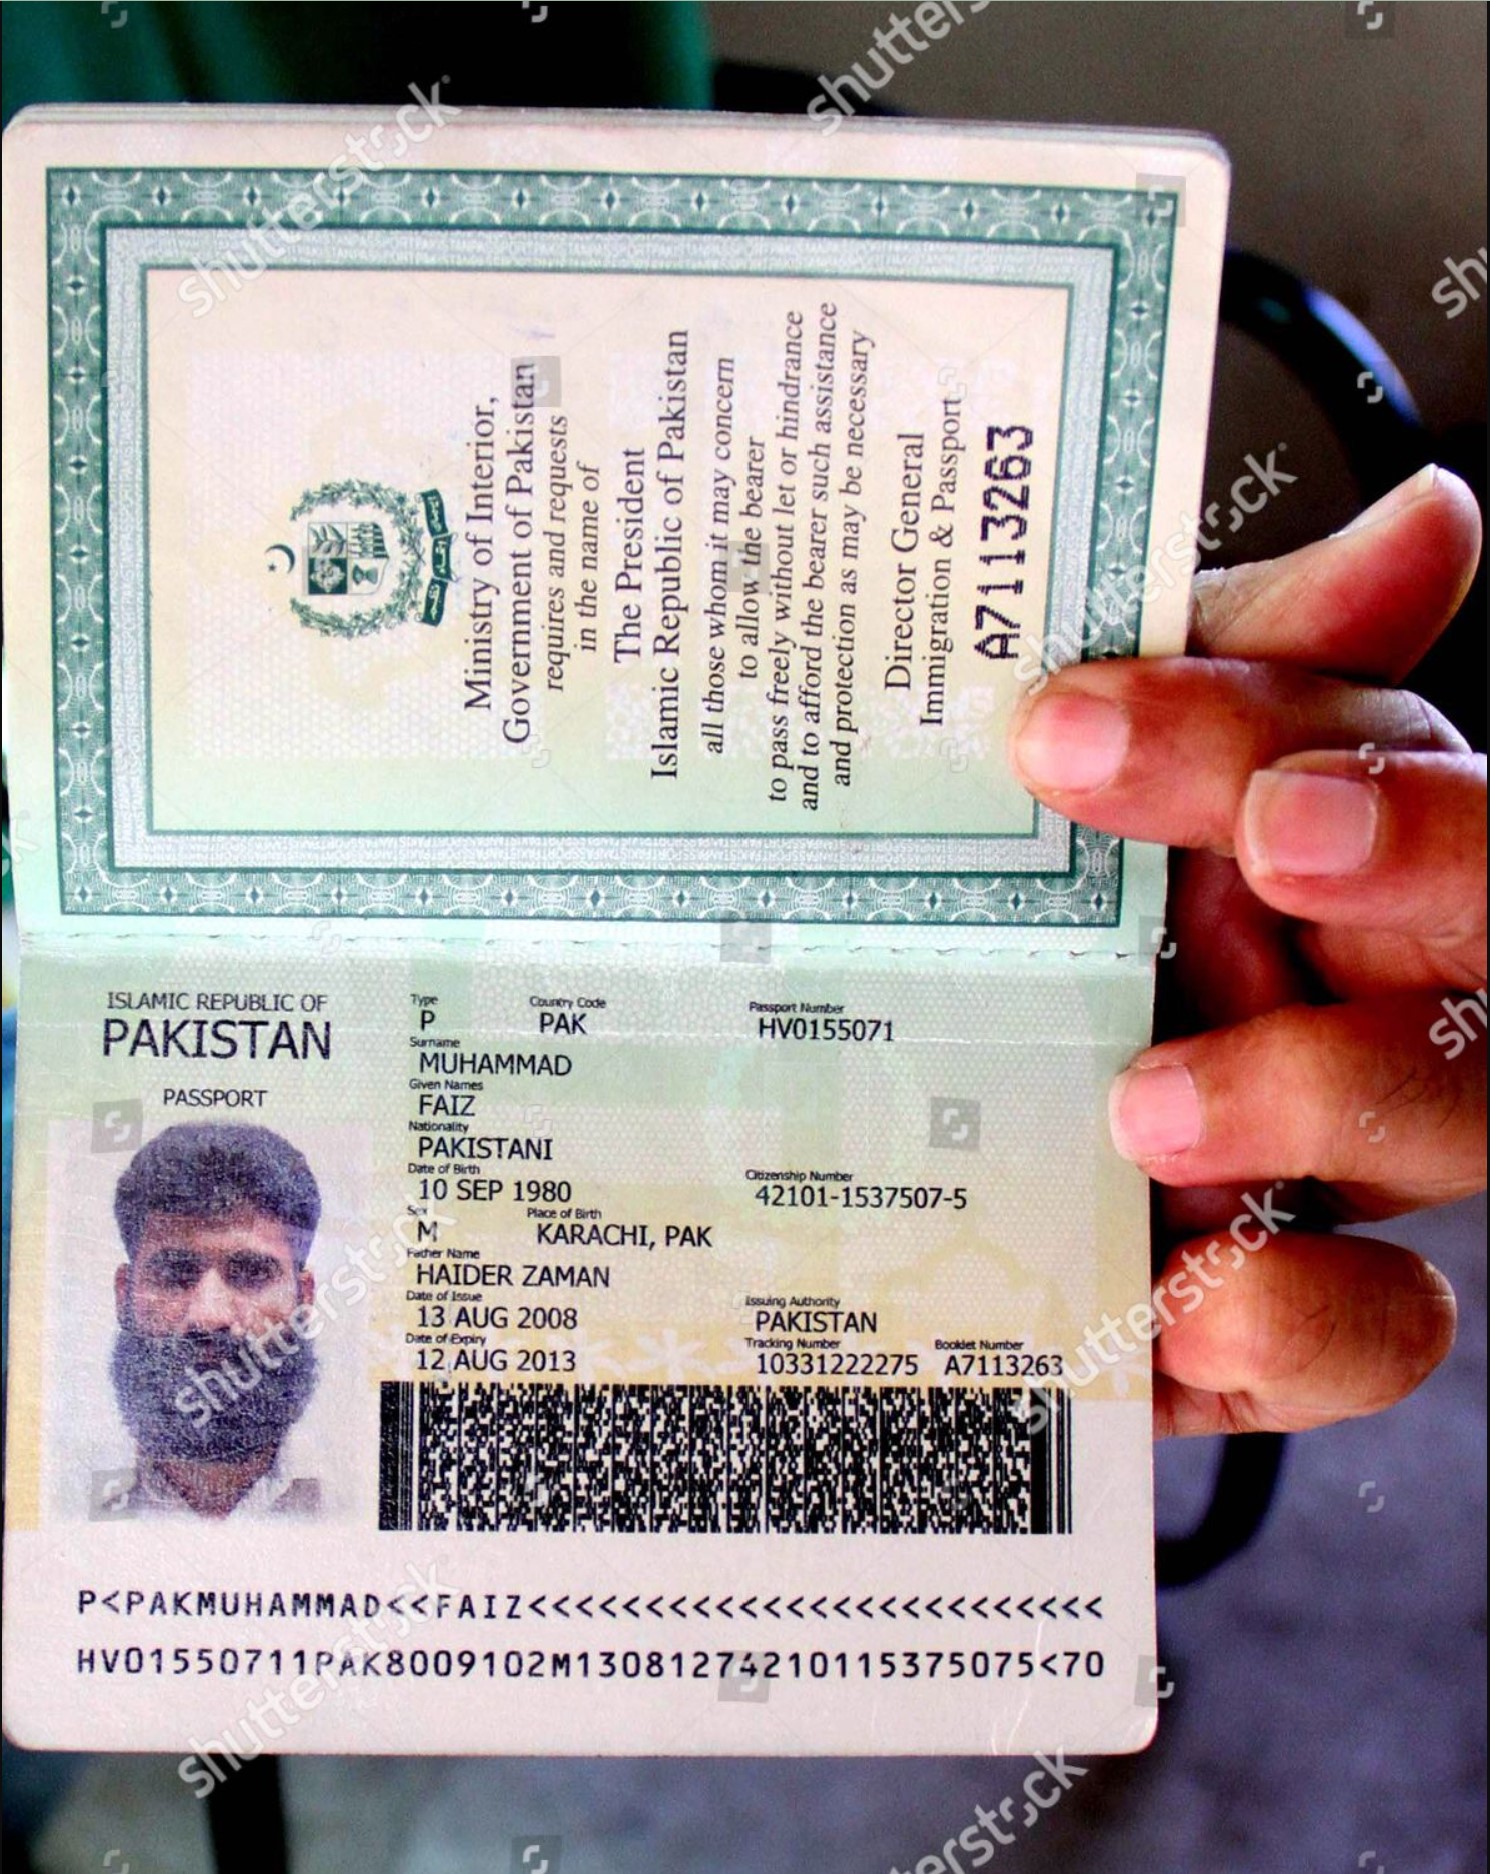 Ministry of Interior,
Government of Pakistan
requires and requests
in the name of
The President
Islamic Republic of Pakistan
all those whom it may concern
to allow the bearer
to pass freely without let or hindrance
and to afford the bearer such assistance
and protection as may be necessary
Director General
Immigration & Passport
A7113263
ISLAMIC REPUBLIC OF
PAKISTAN
PASSPORT
Type Country Code Passport Number
P PAK HV0155071
Surname
MUHAMMAD
Given Names
FAIZ
Nationality
PAKISTANI
Date of Birth Citizenship Number
10 SEP 1980 42101-1537507-5
Sex Place of Birth
M KARACHI, PAK
Father Name
HAIDER ZAMAN
Date of Issue Issuing Authority
13 AUG 2008 PAKISTAN
Date of Expiry Tracking Number Booklet Number
12 AUG 2013 10331222275 A7113263
P<PAKMUHAMMAD<<FAIZ<<<<<<<<<<<<<<<<<<<<<<<<<
HV01550711PAK8009102M13081274210115375075<70
shutterstock